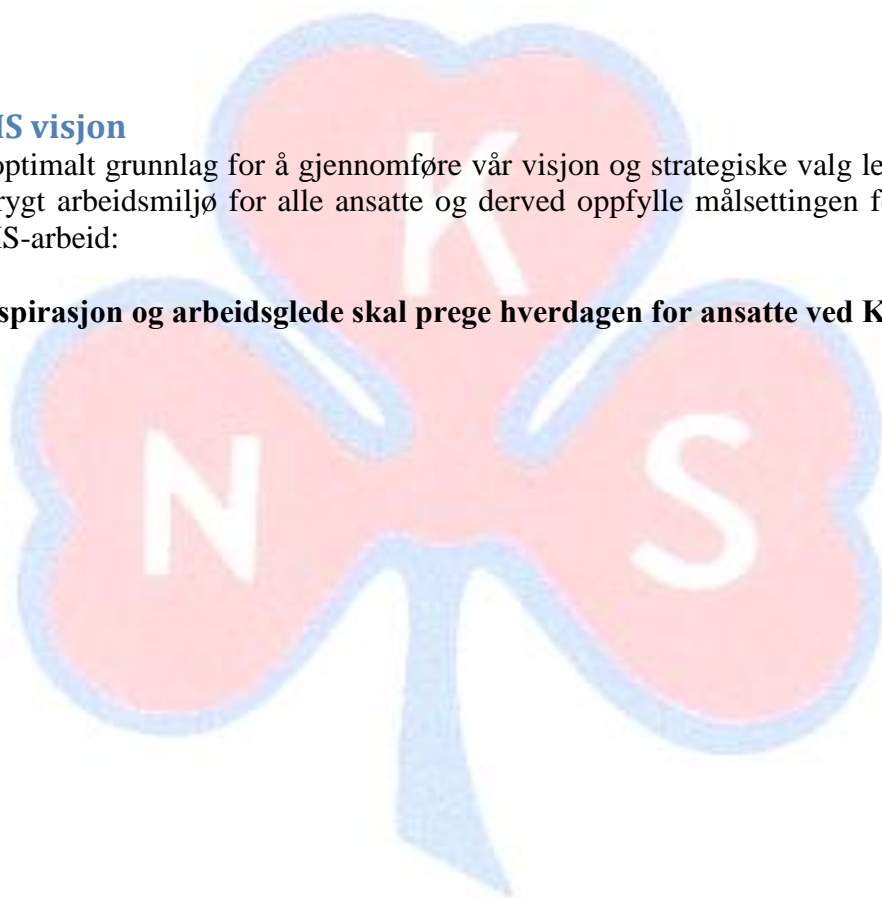 IS visjon
optimalt grunnlag for å gjennomføre vår visjon og strategiske valg le
rygt arbeidsmiljø for alle ansatte og derved oppfylle målsettingen f
IS-arbeid:
spirasjon og arbeidsglede skal prege hverdagen for ansatte ved K
K
N S